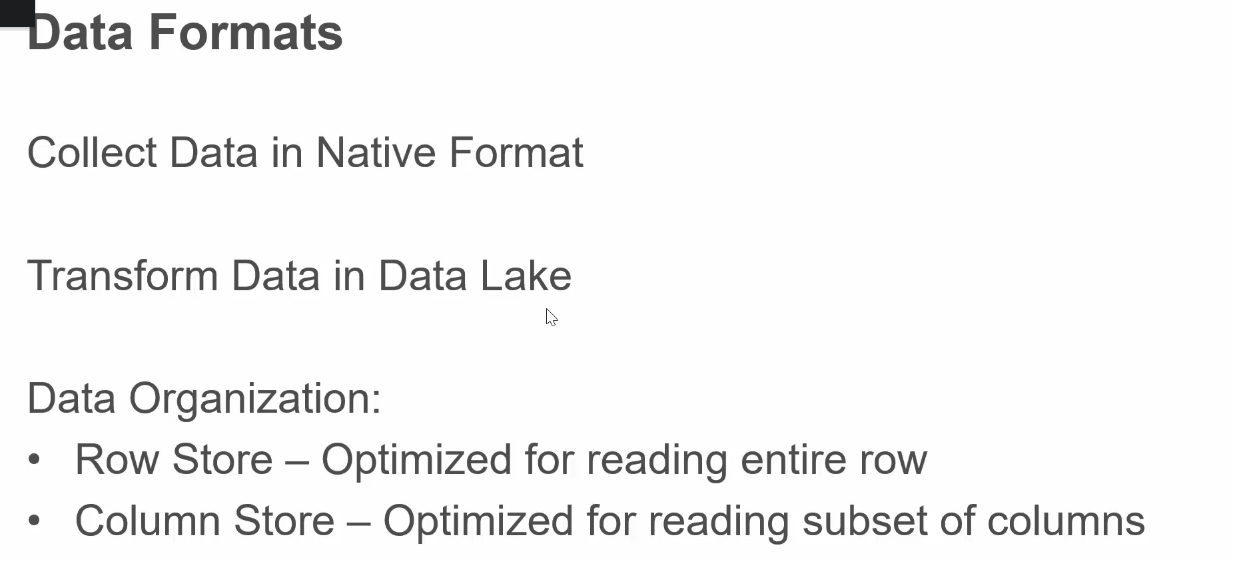 Data Formats
Collect Data in Native Format
Transform Data in Data Lake
Data Organization:
• Row Store – Optimized for reading entire row
• Column Store – Optimized for reading subset of columns